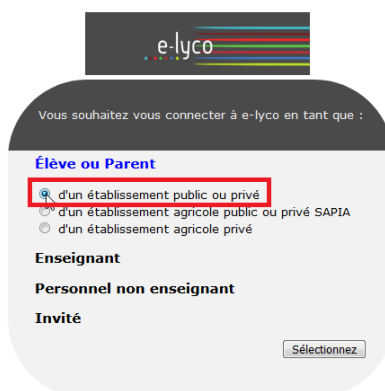 e-lyco
Vous souhaitez vous connecter à e-lyco en tant que :
Élève ou Parent
d'un établissement public ou privé
d'un établissement agricole public ou privé SAPIA
d'un établissement agricole privé
Enseignant
Personnel non enseignant
Invité
Sélectionnez